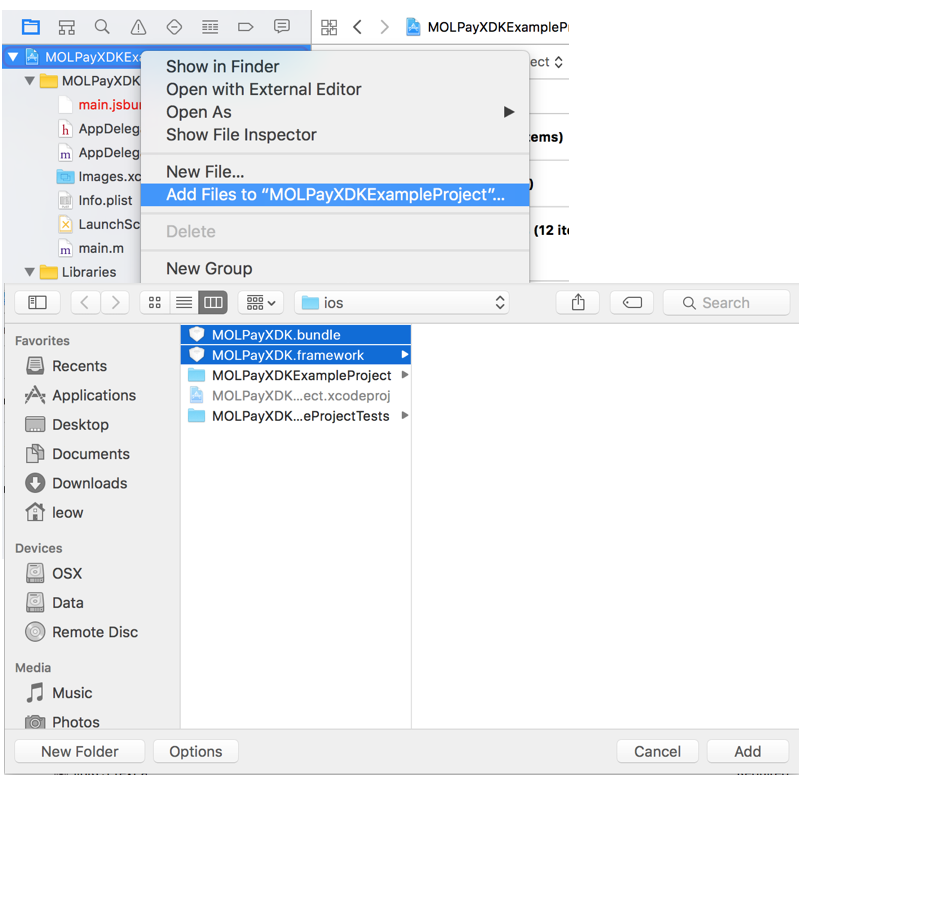 MOLPayXDKExampleP
MOLPayXDKEx
MOLPayXDK
main.jsbu
AppDeleg
AppDeleg
Images.xc
Info.plist
LaunchSc
main.m
Libraries
Show in Finder
Open with External Editor
Open As
Show File Inspector
New File...
Add Files to “MOLPayXDKExampleProject”...
Delete
New Group
ect
ems)
)
(12 it
ios
Search
Favorites
Recents
Applications
Desktop
Documents
Downloads
leow
Devices
OSX
Data
Remote Disc
Media
Music
Photos
MOLPayXDK.bundle
MOLPayXDK.framework
MOLPayXDKExampleProject
MOLPayXDK...ect.xcodeproj
MOLPayXDK...eProjectTests
New Folder
Options
Cancel
Add